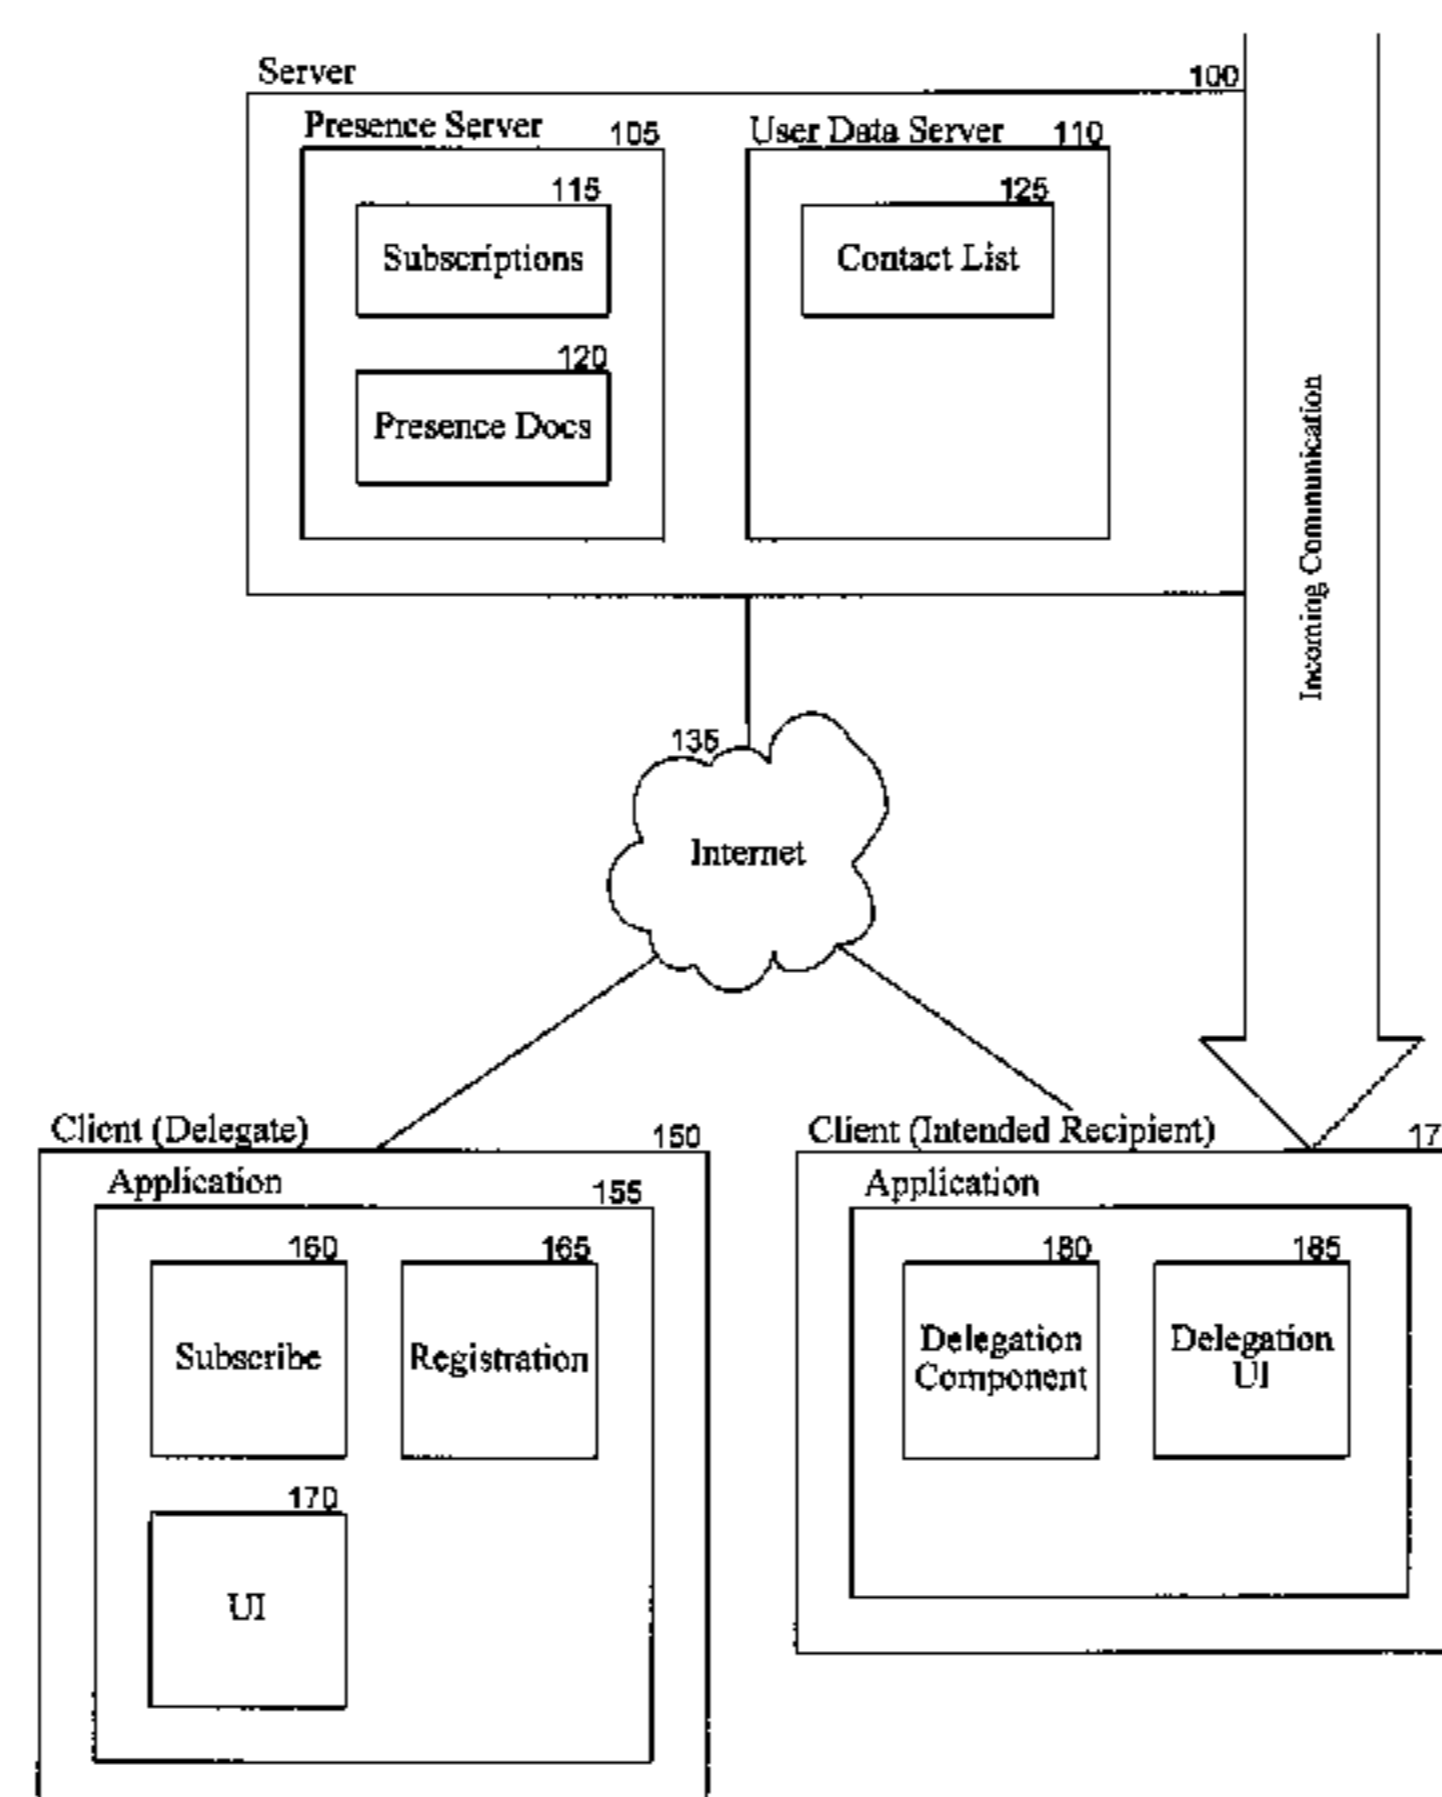 Server 100
Presence Server 105
User Data Server 110
115
Subscriptions
125
Contact List
120
Presence Docs
Incoming Communication
135
Internet
Client (Delegate) 150
Application 155
160
Subscribe
165
Registration
170
UI
Client (Intended Recipient) 17
Application
180
Delegation
Component
185
Delegation
UI